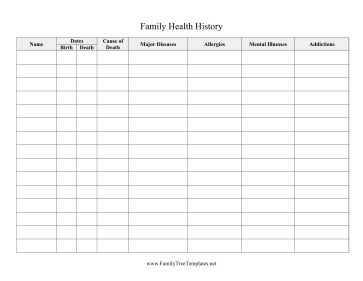 Family Health History
Name Dates Cause of Death Major Diseases Allergies Mental Illnesses Addictions
Birth Death
www.FamilyTreeTemplates.net